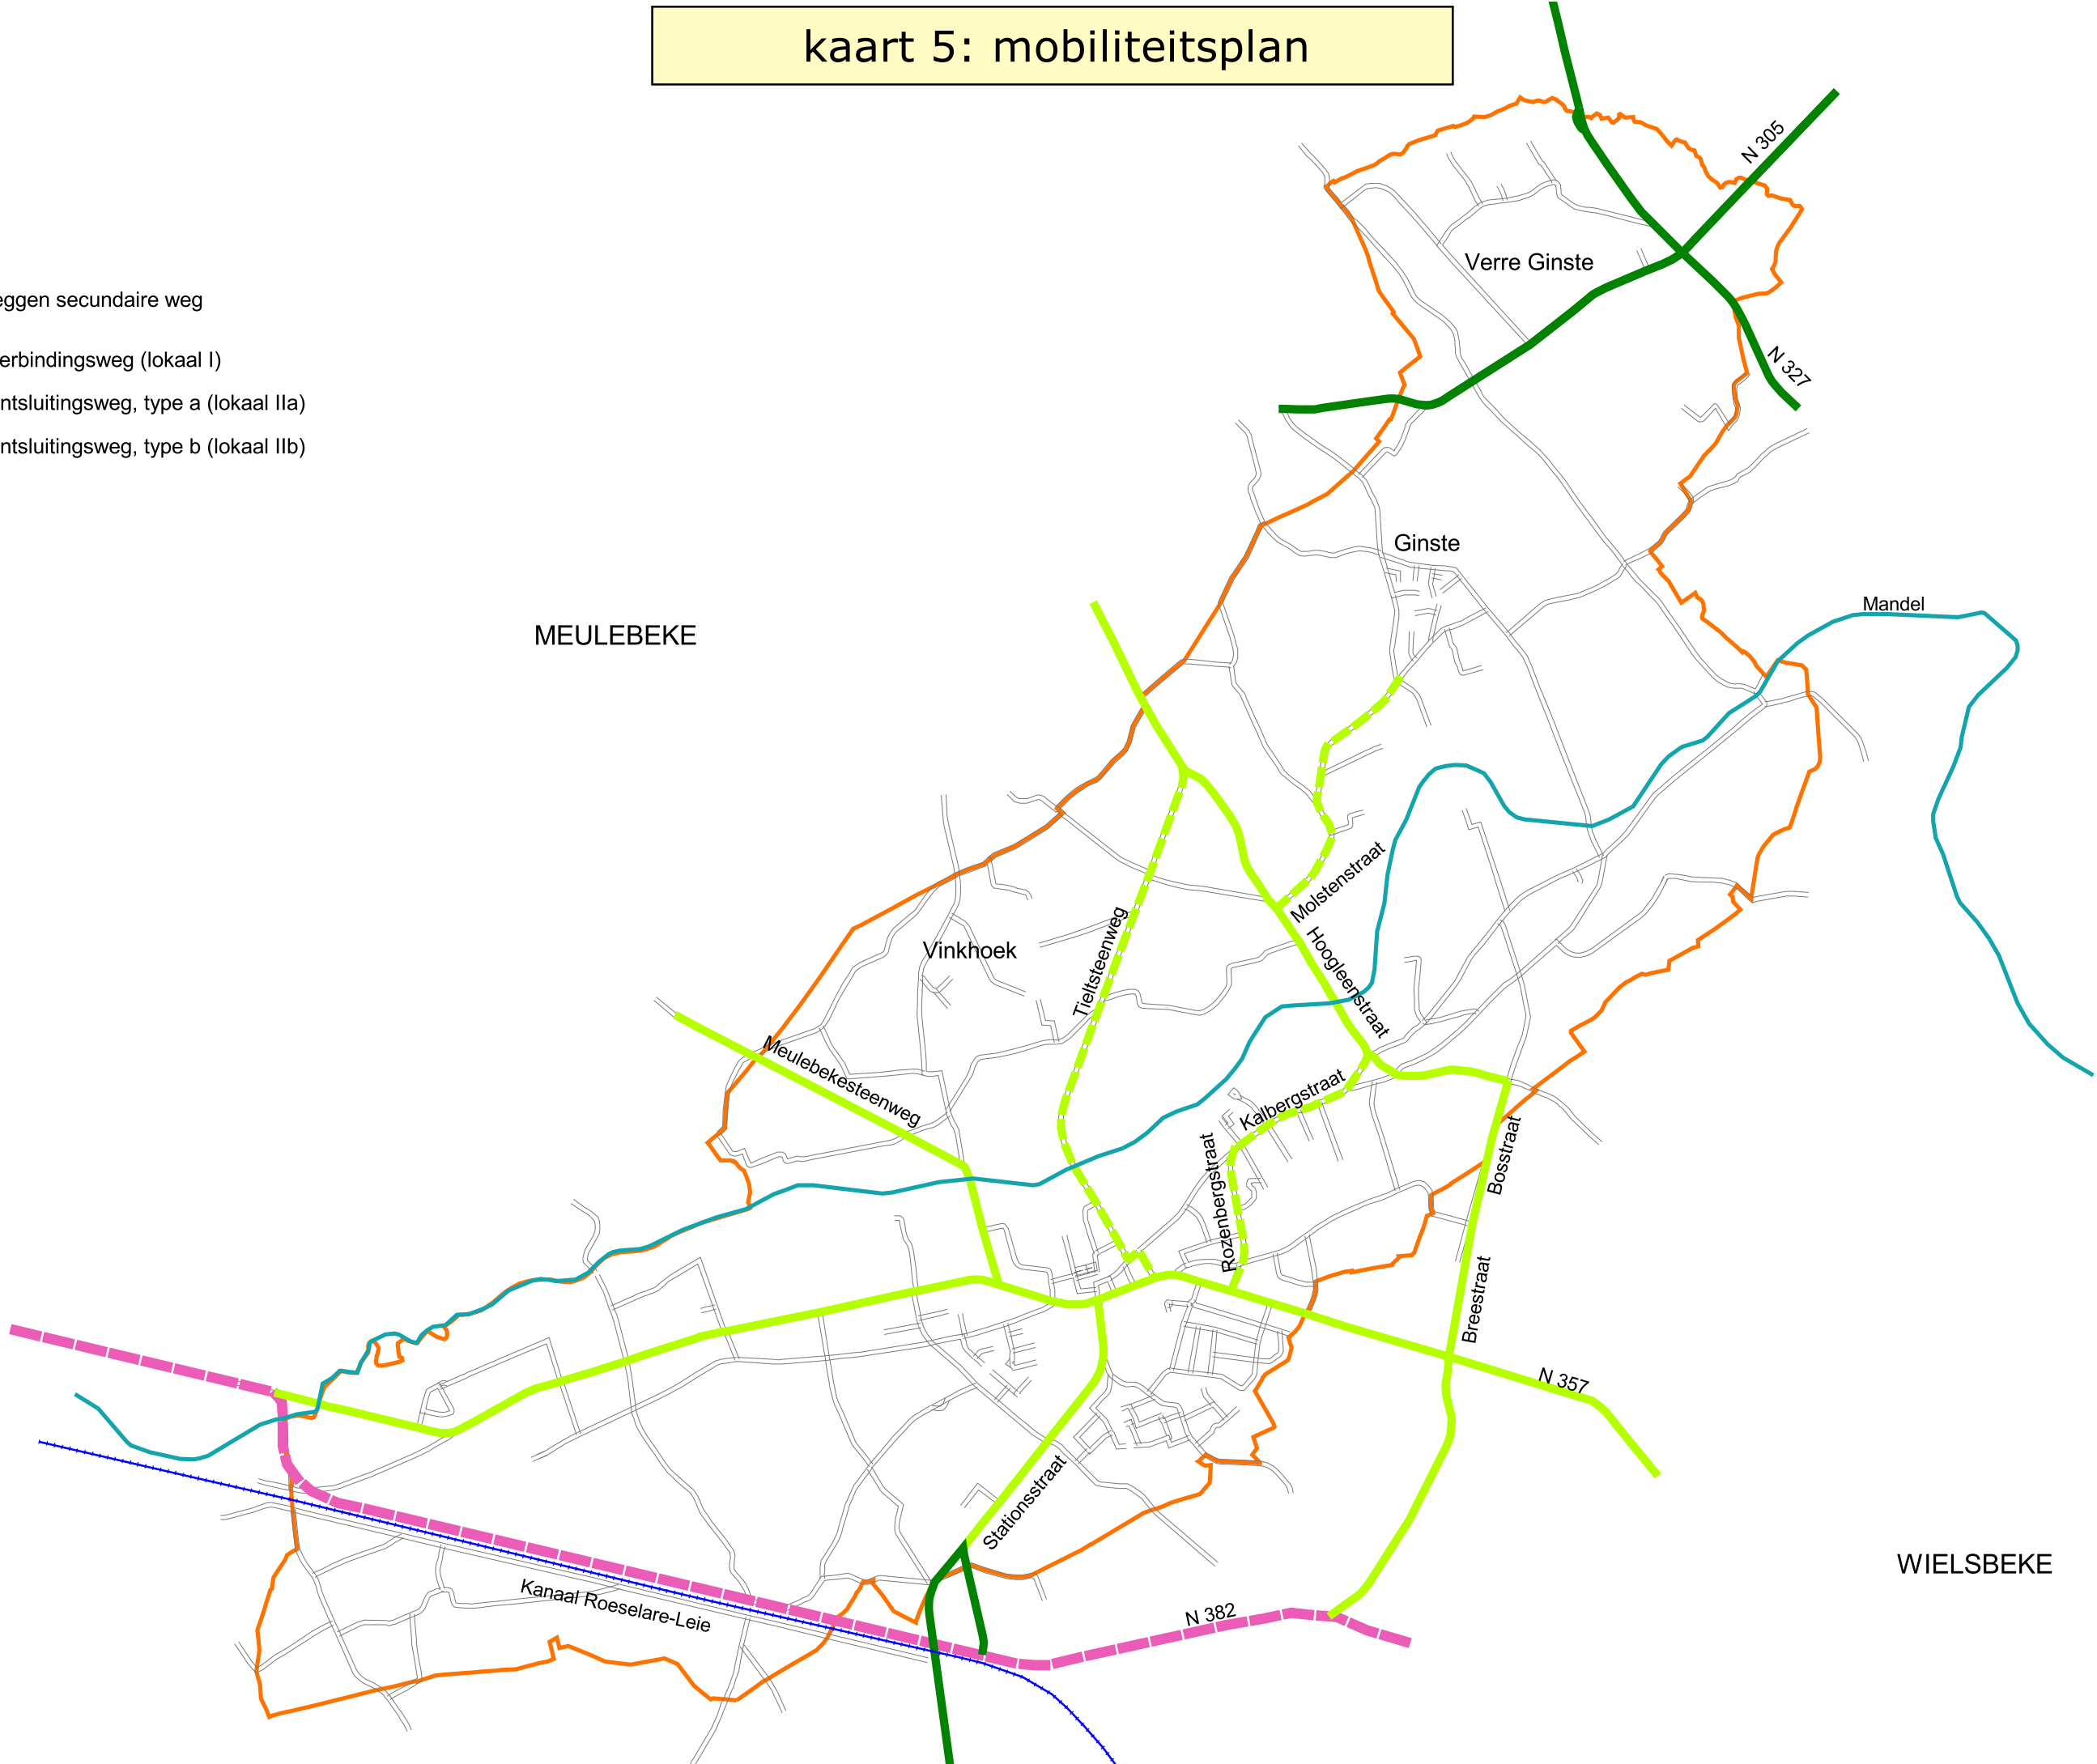 kaart 5: mobiliteitsplan
N 305
Verre Ginste
eggen secundaire weg
N 327
erbindingsweg (lokaal I)
ntsluitingsweg, type a (lokaal IIa)
ntsluitingsweg, type b (lokaal IIb)
Ginste
Mandel
MEULEBEKE
Molstenstraat
Vinkhoek
Tieltsteenweg
Hoogleenstraat
Meulebekesteenweg
Kalbergstraat
Rozenbergstraat
Bosstraat
Breestraat
N 357
Stationsstraat
WIELSBEKE
Kanaal Roeselare-Leie
N 382